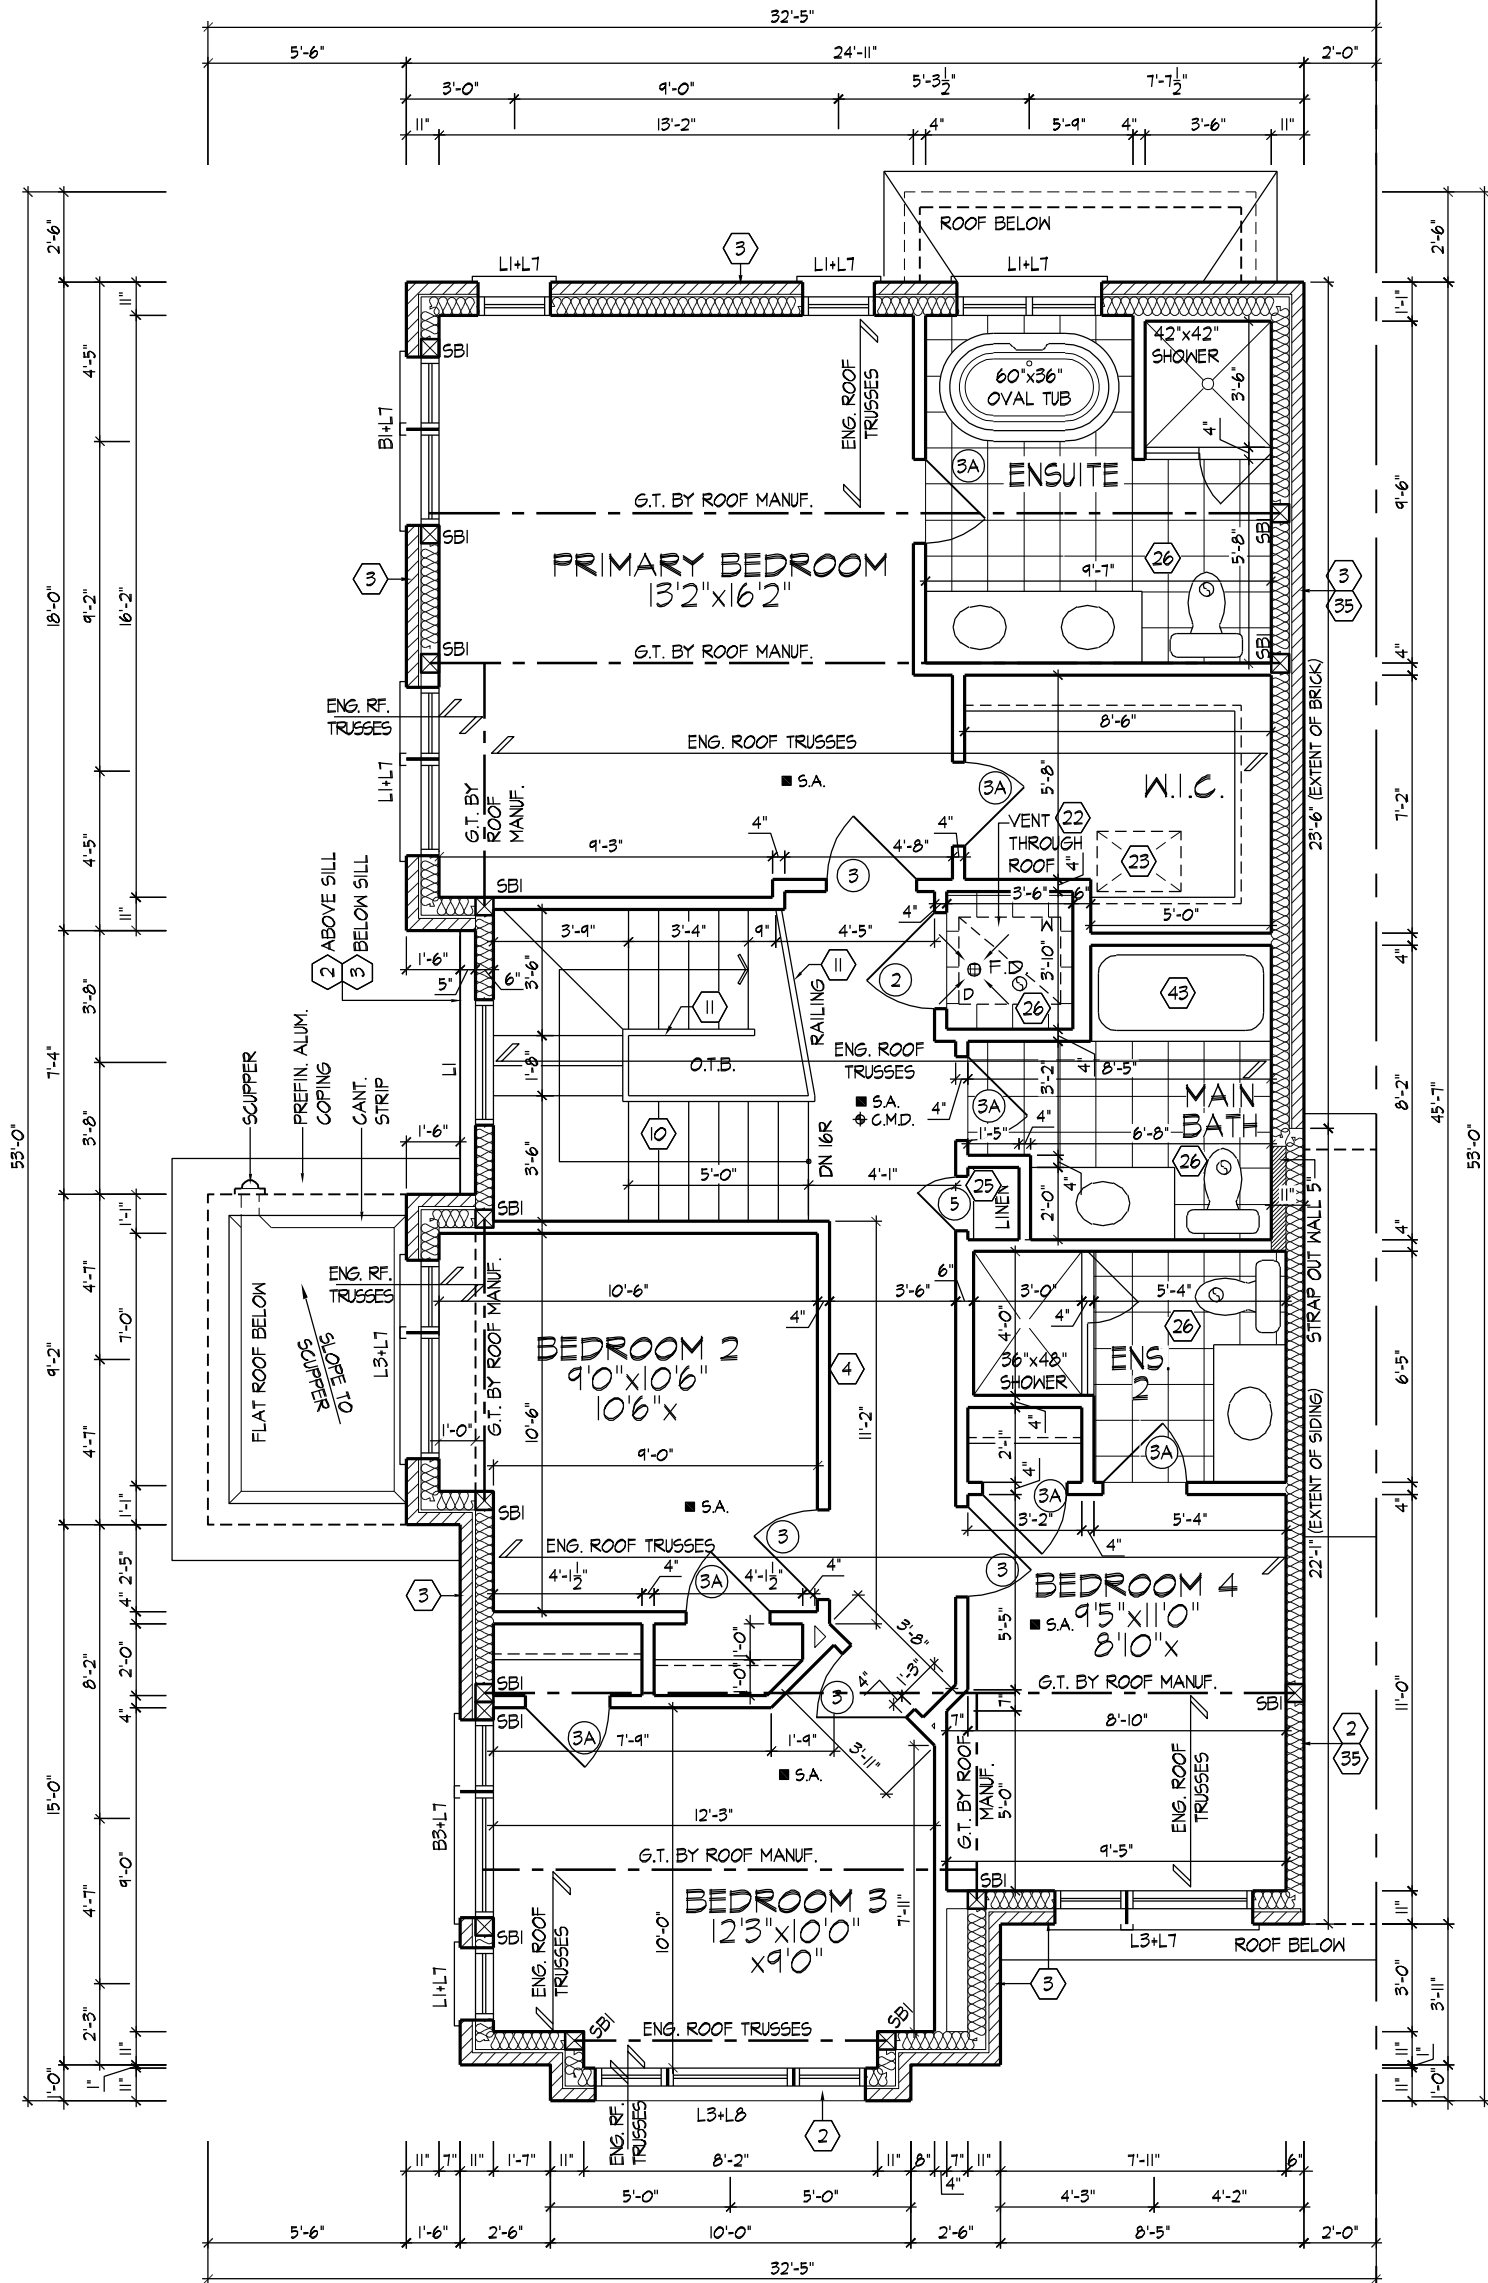 32'-5"
5'-6"
24'-11"
2'-0"
3'-0"
9'-0"
5'-3½"
7'-7½"
11"
13'-2"
4"
5'-9"
4"
3'-6"
11"
ROOF BELOW
3
L1+L7
L1+L7
L1+L7
2'-6"
2'-6"
11"
1'-1"
SB1
42"x42"
SHOWER
60"x36"
OVAL TUB
3'-6"
4"
4'-5"
B1+L7
ENG. ROOF
TRUSSES
3A
ENSUITE
G.T. BY ROOF MANUF.
SB1
SB1
9'-6"
5'-8"
PRIMARY BEDROOM
13'2"x16'2"
26
9'-7"
3
3
35
18'-0"
9'-2"
16'-2"
G.T. BY ROOF MANUF.
SB1
SB1
4"
ENG. RF.
TRUSSES
ENG. ROOF TRUSSES
8'-6"
S.A.
3A
W.I.C.
5'-8"
23'-6" (EXTENT OF BRICK)
7'-2"
L1+L7
G.T. BY
ROOF
MANUF.
VENT
THROUGH
ROOF
22
23
4"
4"
4"
9'-3"
4'-8"
4'-5"
11"
SB1
3
3'-6"
6"
5'-0"
4"
2
ABOVE SILL
3
BELOW SILL
3'-9"
3'-4"
9"
4'-5"
1'-6"
5"
6"
3'-6"
11
11
RAILING
2
W
3'-10"
F.D
D
26
43
4"
3'-8"
7'-4"
3'-8"
SCUPPER
PREFIN. ALUM.
COPING
CANT.
STRIP
L1
1'-8"
O.T.B.
ENG. ROOF
TRUSSES
S.A.
C.M.D.
4"
3A
3'-2"
4"
8'-5"
MAIN
BATH
8'-2"
45'-7"
53'-0"
53'-0"
1'-6"
3'-6"
10
5'-0"
DN 16R
4'-1"
1'-5"
4"
6'-8"
26
25
5
LINEN
4"
2'-0"
11"
STRAP OUT WALL 5"
SB1
1'-1"
4"
4'-7"
7'-0"
9'-2"
4'-7"
1'-1"
FLAT ROOF BELOW
SLOPE TO
SCUPPER
ENG. RF.
TRUSSES
L3+L7
G.T. BY ROOF MANUF.
10'-6"
4"
3'-6"
6"
3'-0"
4"
5'-4"
BEDROOM 2
9'0"x10'6"
10'6"x
4
4'-0"
36"x48"
SHOWER
ENS.
2
26
6'-5"
1'-0"
10'-6"
9'-0"
11'-2"
4"
2'-1"
4"
3A
3A
SB1
S.A.
4"
22'-1" (EXTENT OF SIDING)
3'-2"
5'-4"
4"
3
ENG. ROOF TRUSSES
3
4'-1½"
4"
3A
4'-1½"
4"
3
2'-5"
4"
BEDROOM 4
9'5"x11'0"
8'10"x
S.A.
5'-5"
G.T. BY ROOF MANUF.
3'-8"
1'-0"
1'-0"
4"
1'-3"
7"
3
2'-0"
8'-2"
4"
SB1
SB1
SB1
11'-0"
3A
7'-9"
1'-9"
3'-11"
7"
8'-10"
2
35
S.A.
B3+L7
12'-3"
G.T. BY ROOF
MANUF.
5'-0"
ENG. ROOF
TRUSSES
G.T. BY ROOF MANUF.
9'-5"
15'-0"
9'-0"
4'-7"
SB1
BEDROOM 3
12'3"x10'0"
x9'0"
7'-11"
10'-0"
ENG. ROOF
TRUSSES
SB1
11"
L3+L7
ROOF BELOW
3
L1+L7
3'-0"
3'-11"
2'-3"
SB1
ENG. ROOF TRUSSES
SB1
11"
1'-0"
1"
11"
11"
1"
11"
1'-0"
ENG. RF.
TRUSSES
L3+L8
2
11"
7"
11"
1'-7"
11"
8'-2"
11"
8"
7"
11"
7'-11"
6"
4"
5'-0"
5'-0"
4'-3"
4'-2"
5'-6"
1'-6"
2'-6"
10'-0"
2'-6"
8'-5"
2'-0"
32'-5"